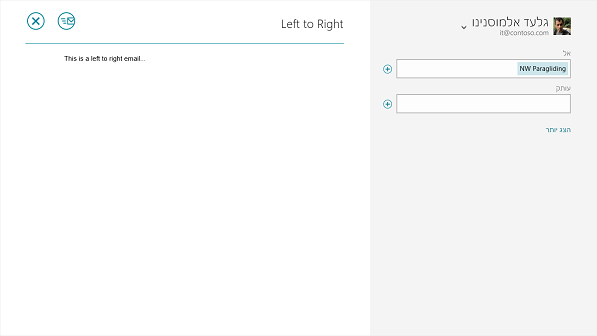 Left to Right
This is a left to right email...
גלעד אלמוסנינו
it@contoso.com
אל
NW Paragliding
עותק
הצג יותר